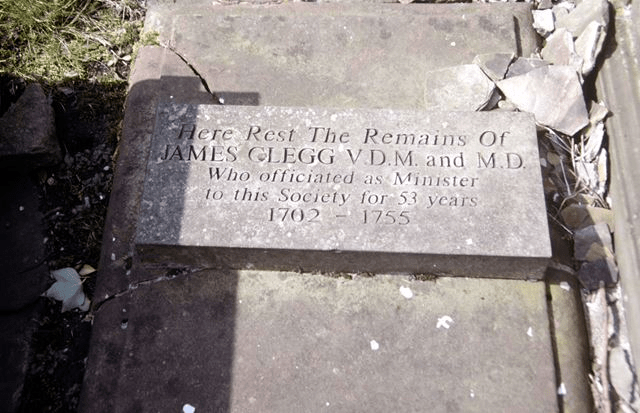 Here Rest The Remains Of
JAMES CLEGG V.D.M. and M.D.
Who officiated as Minister
to this Society for 53 years
1702 - 1755